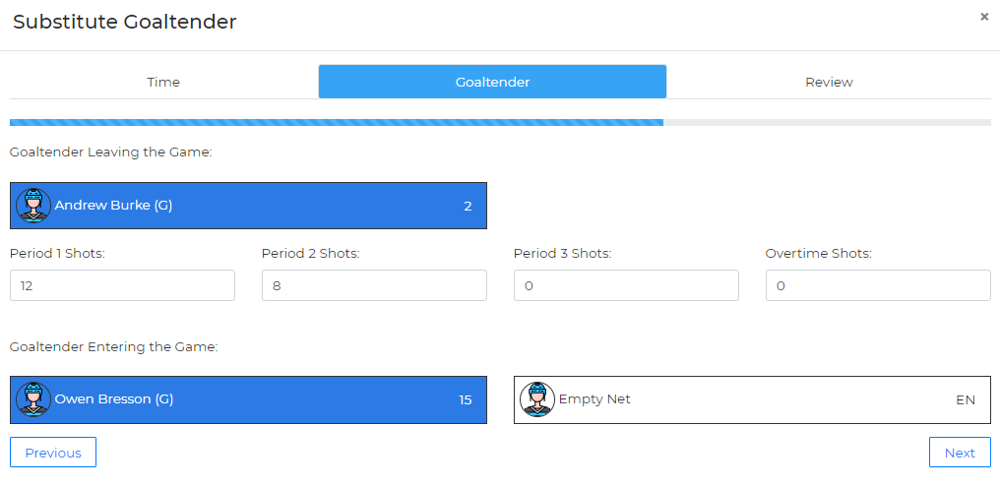 Substitute Goaltender
×
Time
Goaltender
Review
Goaltender Leaving the Game:
Andrew Burke (G) 2
Period 1 Shots: Period 2 Shots: Period 3 Shots: Overtime Shots:
12 8 0 0
Goaltender Entering the Game:
Owen Bresson (G) 15
Empty Net EN
Previous
Next